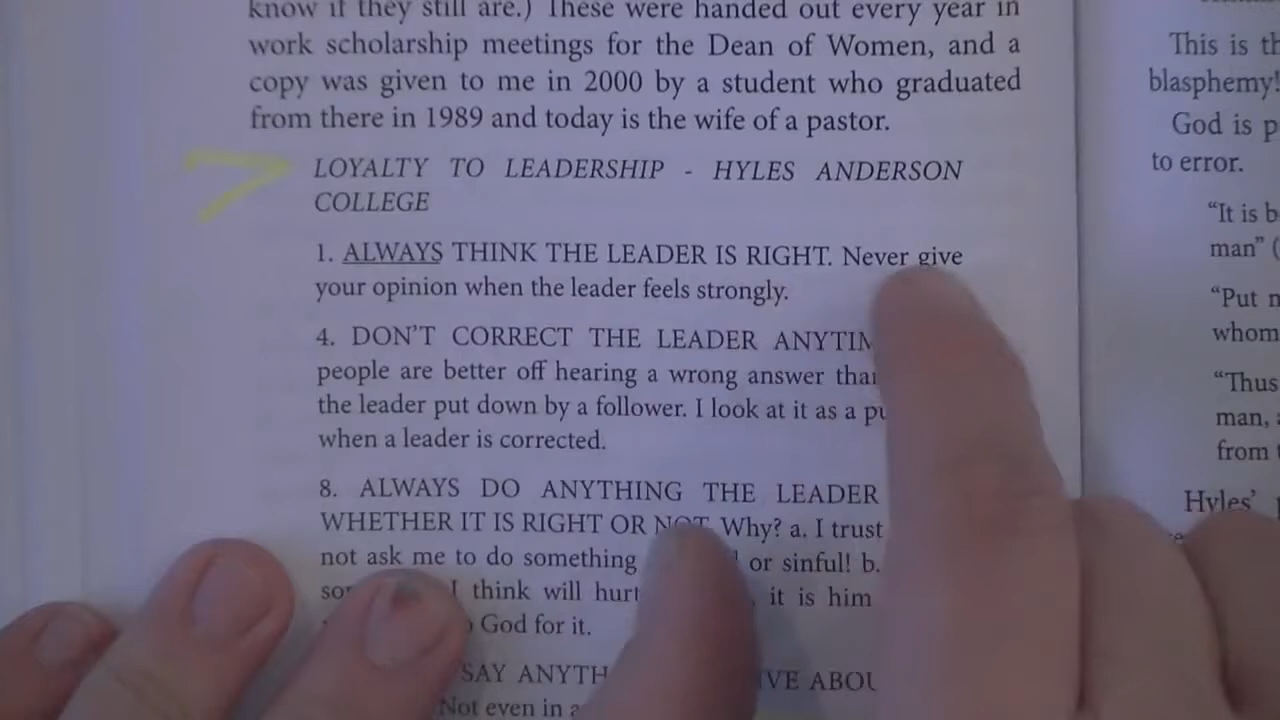 know if they still are.) These were handed out every year in
work scholarship meetings for the Dean of Women, and a
copy was given to me in 2000 by a student who graduated
from there in 1989 and today is the wife of a pastor.
LOYALTY TO LEADERSHIP - HYLES ANDERSON
COLLEGE
1. ALWAYS THINK THE LEADER IS RIGHT. Never give
your opinion when the leader feels strongly.
4. DON'T CORRECT THE LEADER
people are better off hearing a wrong answer
the leader put down by a follower. I look at it as a
when a leader is corrected.
8. ALWAYS DO ANYTHING THE LEADER
WHETHER IT IS RIGHT OR NOT. Why? a. I trust
not ask me to do something or sinful! b.
I think will hurt it is him
God for it.
SAY
Not even in
This is
blasphemy!
God is
to error.
"It is
man"
"Put
whom
"Thus
man,
from
Hyles'